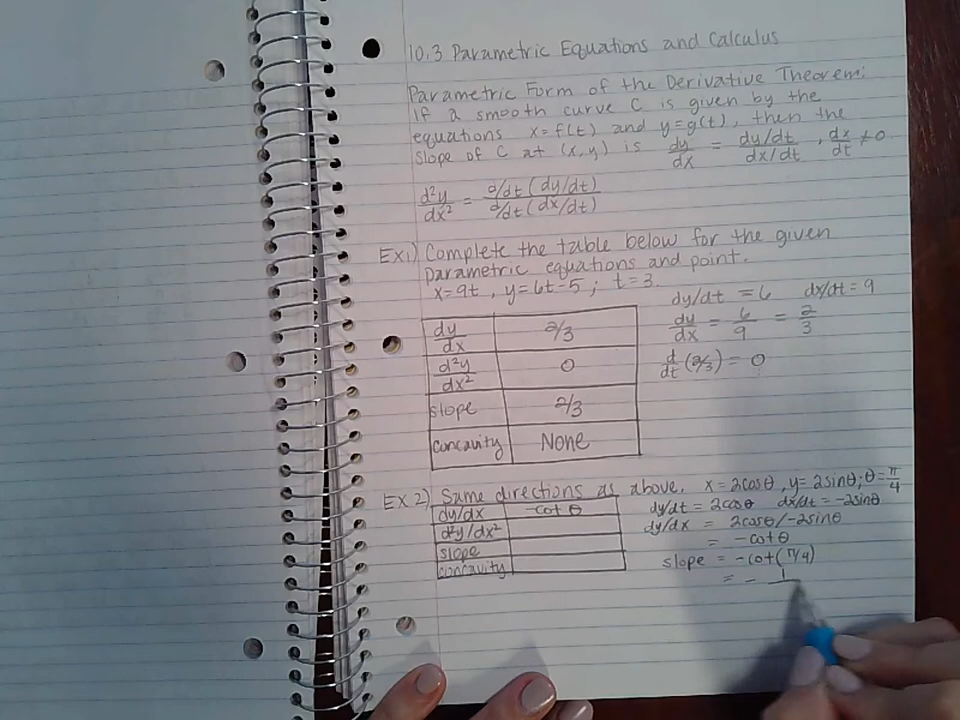 10.3 Parametric Equations and Calculus
Parametric Form of the Derivative Theorem:
If a smooth curve C is given by the
equations x=f(t) and y=g(t), then the
slope of C at (x,y) is dy/dx = (dy/dt)/(dx/dt), dx/dt ≠ 0
d²y/dx² = d/dt(dy/dt) / d/dt(dx/dt)
Ex1) Complete the table below for the given
parametric equations and point.
x=9t, y=6t-5; t=3.
dy/dt = 6 dx/dt = 9
dy/dx = 6/9 = 2/3
d/dt (2/3) = 0
dy/dx 2/3
d²y/dx² 0
slope 2/3
concavity None
Ex 2) Same directions as above. x = 2cosθ, y= 2sinθ; θ=π/4
dy/dx -cot θ
d²y/dx²
slope
concavity
dy/dt = 2cosθ dx/dt = -2sinθ
dy/dx = 2cosθ/-2sinθ
= -cotθ
slope = -cot(π/4)
= - 1